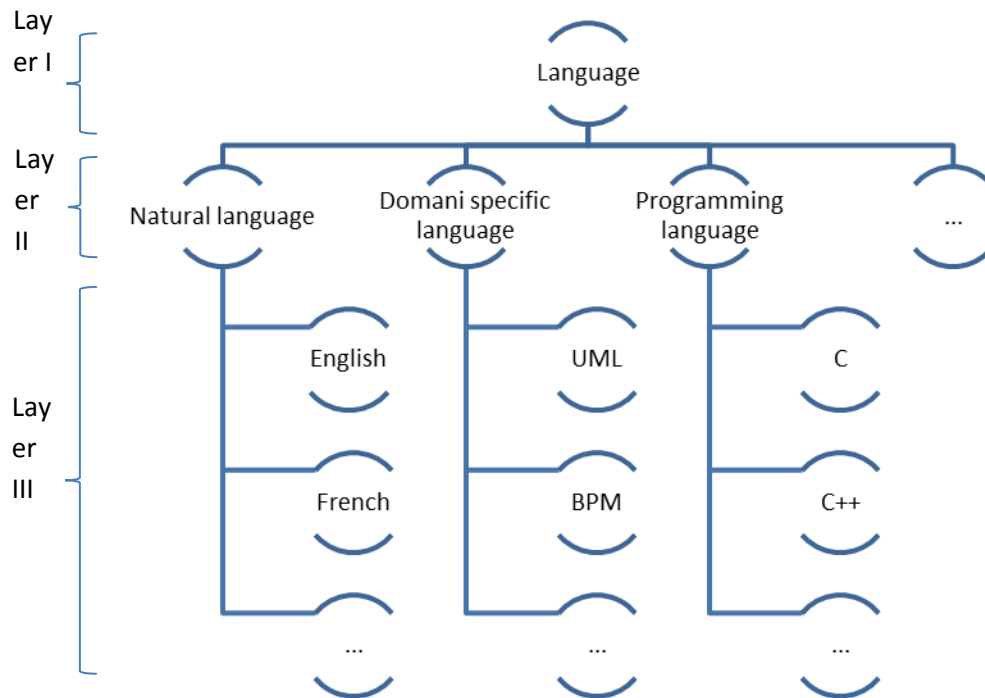 Lay
er I
Language
Lay
er
II
Natural language
Domani specific
language
Programming
language
...
Lay
er
III
English
UML
C
French
BPM
C++
...
...
...